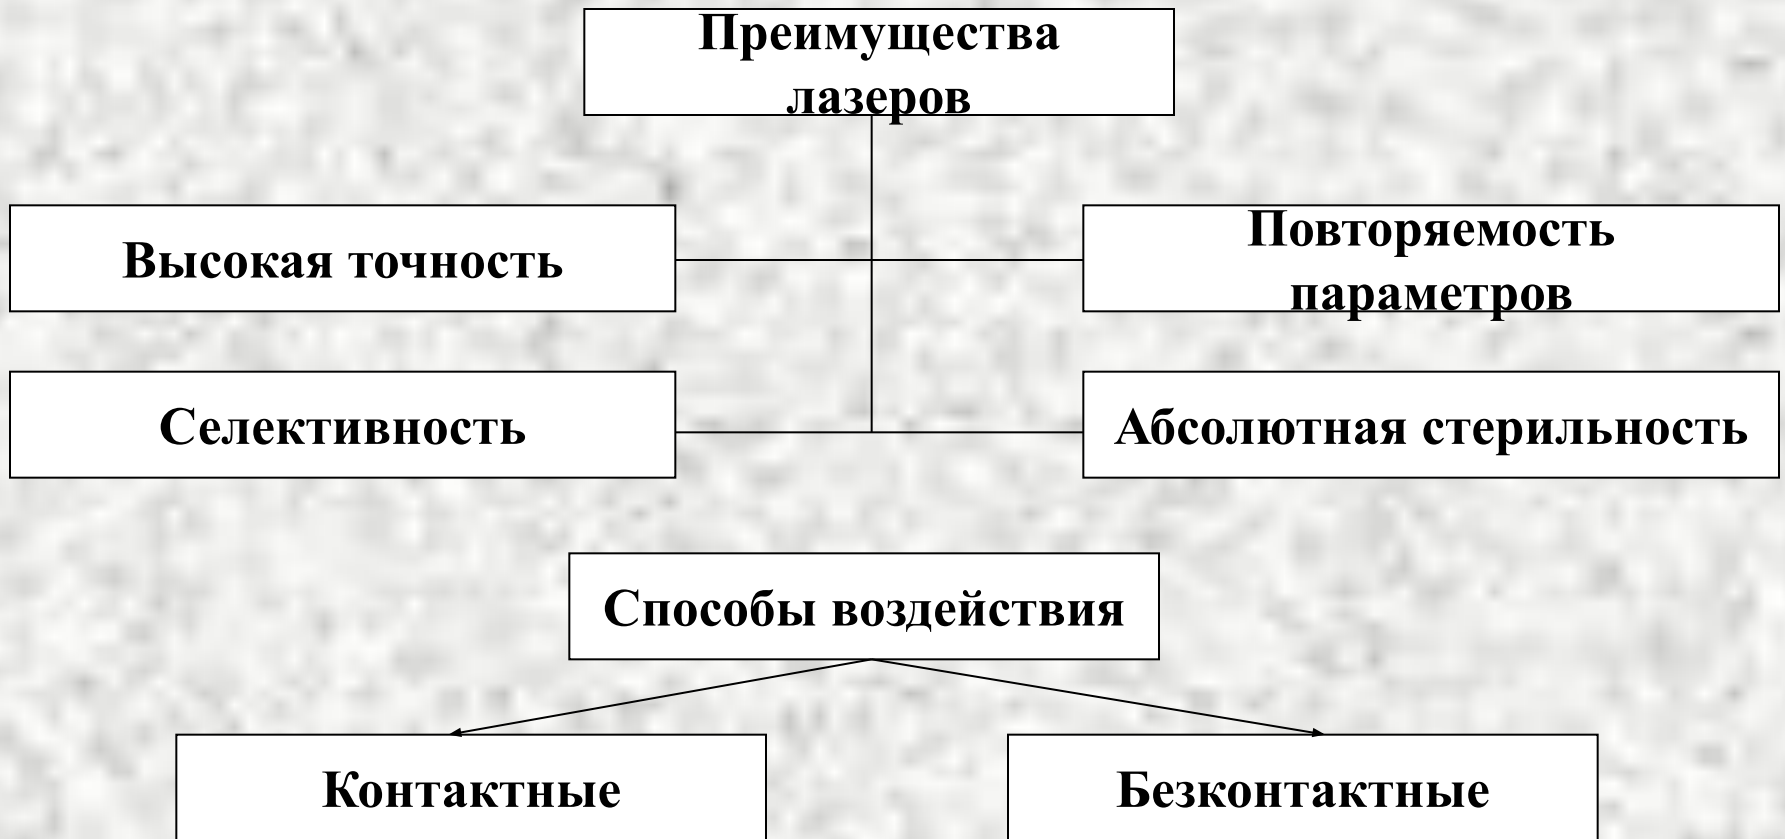 Преимущества
лазеров
Высокая точность
Повторяемость
параметров
Селективность
Абсолютная стерильность
Способы воздействия
Контактные
Безконтактные